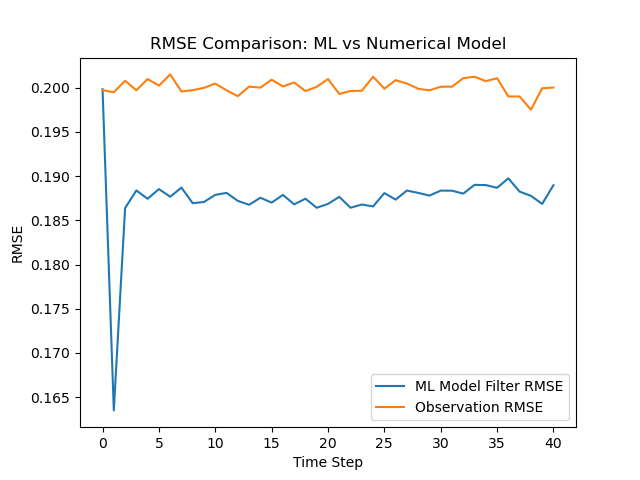 RMSE Comparison: ML vs Numerical Model
0.200
0.195
0.190
0.185
0.180
0.175
0.170
0.165
RMSE
ML Model Filter RMSE
Observation RMSE
0 5 10 15 20 25 30 35 40
Time Step